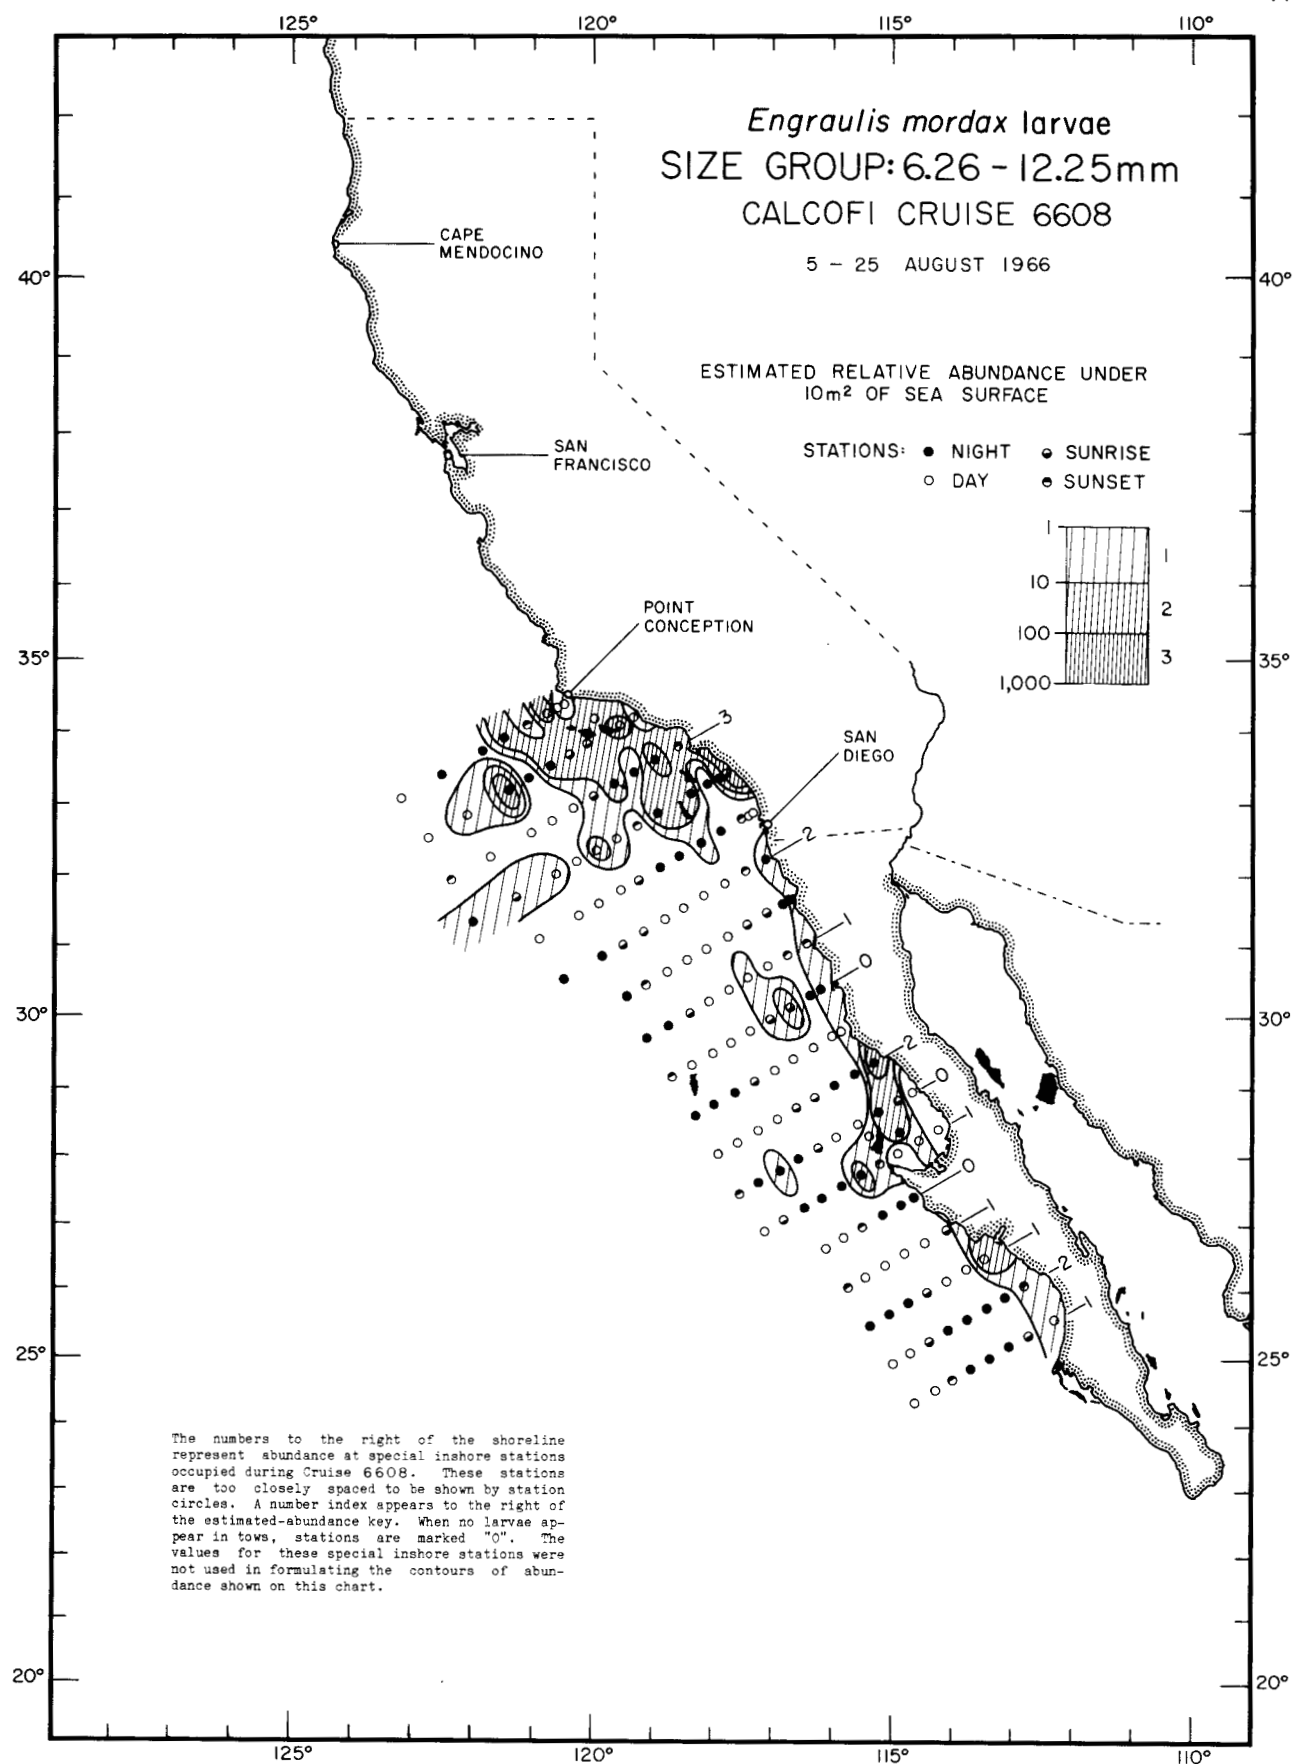 125° 120° 115° 110°
Engraulis mordax larvae
SIZE GROUP: 6.26 - 12.25mm
CALCOFI CRUISE 6608
5 - 25 AUGUST 1966
CAPE
MENDOCINO
40° 40°
ESTIMATED RELATIVE ABUNDANCE UNDER
10m² OF SEA SURFACE
STATIONS: NIGHT SUNRISE
DAY SUNSET
SAN
FRANCISCO
1
1
10
2
100
3
1,000
POINT
CONCEPTION
35° 35°
3
SAN
DIEGO
2
1
0
30° 30°
2
0
1
0
1
1
2
1
25° 25°
The numbers to the right of the shoreline
represent abundance at special inshore stations
occupied during Cruise 6608. These stations
are too closely spaced to be shown by station
circles. A number index appears to the right of
the estimated-abundance key. When no larvae ap-
pear in tows, stations are marked "0". The
values for these special inshore stations were
not used in formulating the contours of abun-
dance shown on this chart.
20° 20°
125° 120° 115° 110°